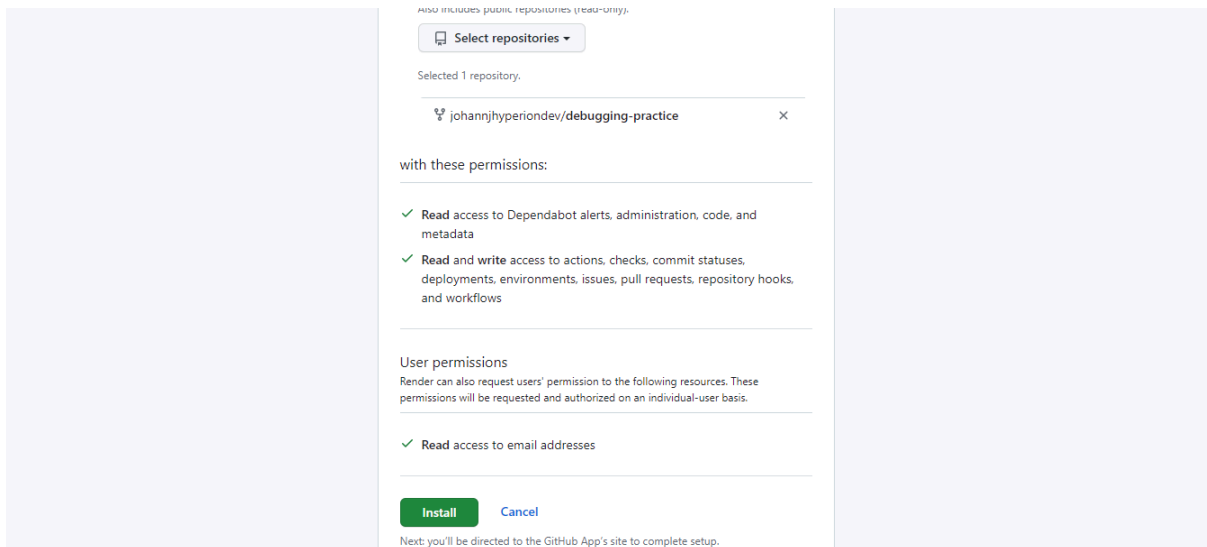 Also includes public repositories (read-only).
Select repositories
Selected 1 repository.
johannjhyperiondev/debugging-practice
with these permissions:
Read access to Dependabot alerts, administration, code, and
metadata
Read and write access to actions, checks, commit statuses,
deployments, environments, issues, pull requests, repository hooks,
and workflows
User permissions
Render can also request users' permission to the following resources. These
permissions will be requested and authorized on an individual-user basis.
Read access to email addresses
Install Cancel
Next: you'll be directed to the GitHub App's site to complete setup.